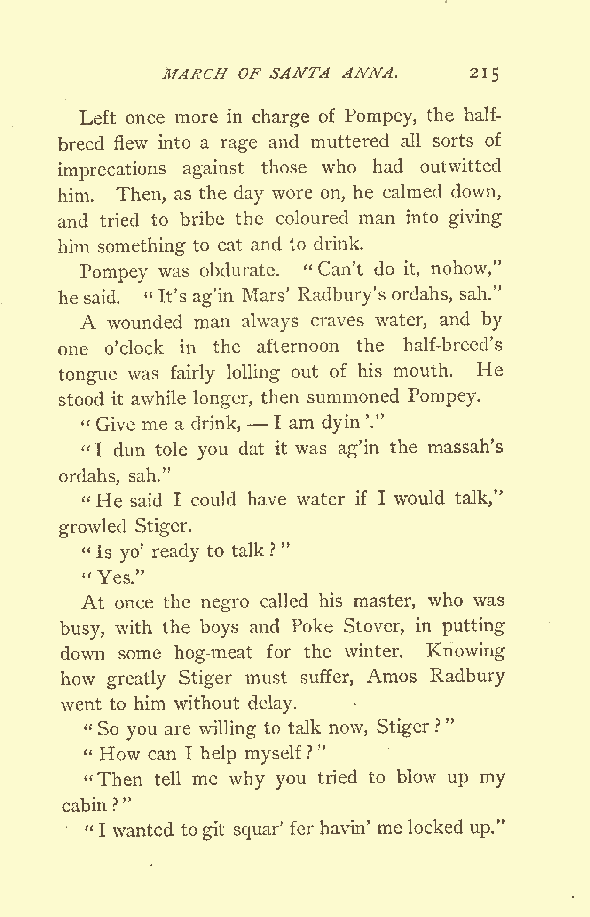 MARCH OF SANTA ANNA. 215
Left once more in charge of Pompey, the half-
breed flew into a rage and muttered all sorts of
imprecations against those who had outwitted
him. Then, as the day wore on, he calmed down,
and tried to bribe the coloured man into giving
him something to eat and to drink.
Pompey was obdurate. "Can't do it, nohow,"
he said. "It's ag'in Mars' Radbury's ordahs, sah."
A wounded man always craves water, and by
one o'clock in the afternoon the half-breed's
tongue was fairly lolling out of his mouth. He
stood it awhile longer, then summoned Pompey.
"Give me a drink, — I am dyin'."
"I dun tole you dat it was ag'in the massah's
ordahs, sah."
"He said I could have water if I would talk,"
growled Stiger.
"Is yo' ready to talk?"
"Yes."
At once the negro called his master, who was
busy, with the boys and Poke Stover, in putting
down some hog-meat for the winter. Knowing
how greatly Stiger must suffer, Amos Radbury
went to him without delay.
"So you are willing to talk now, Stiger?"
"How can I help myself?"
"Then tell me why you tried to blow up my
cabin?"
"I wanted to git squar' fer havin' me locked up."